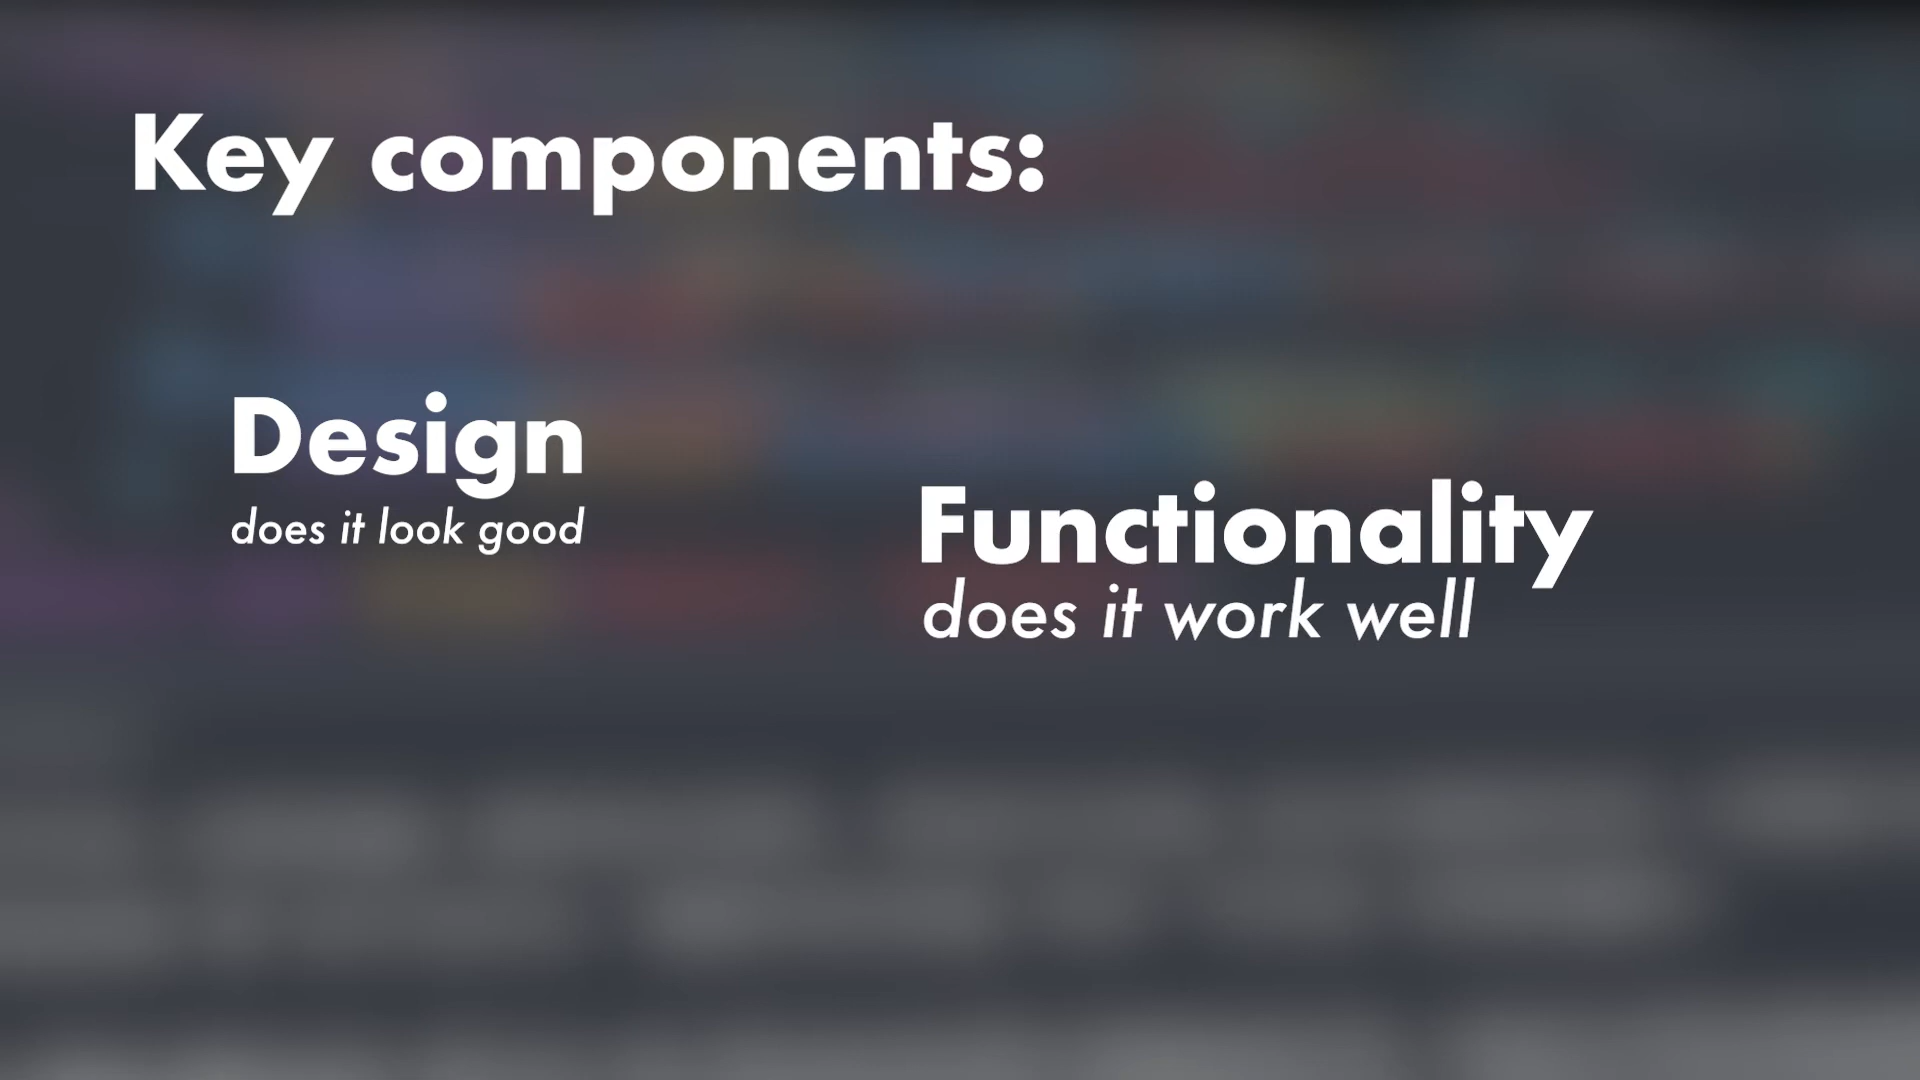 Key components:
Design
does it look good
Functionality
does it work well